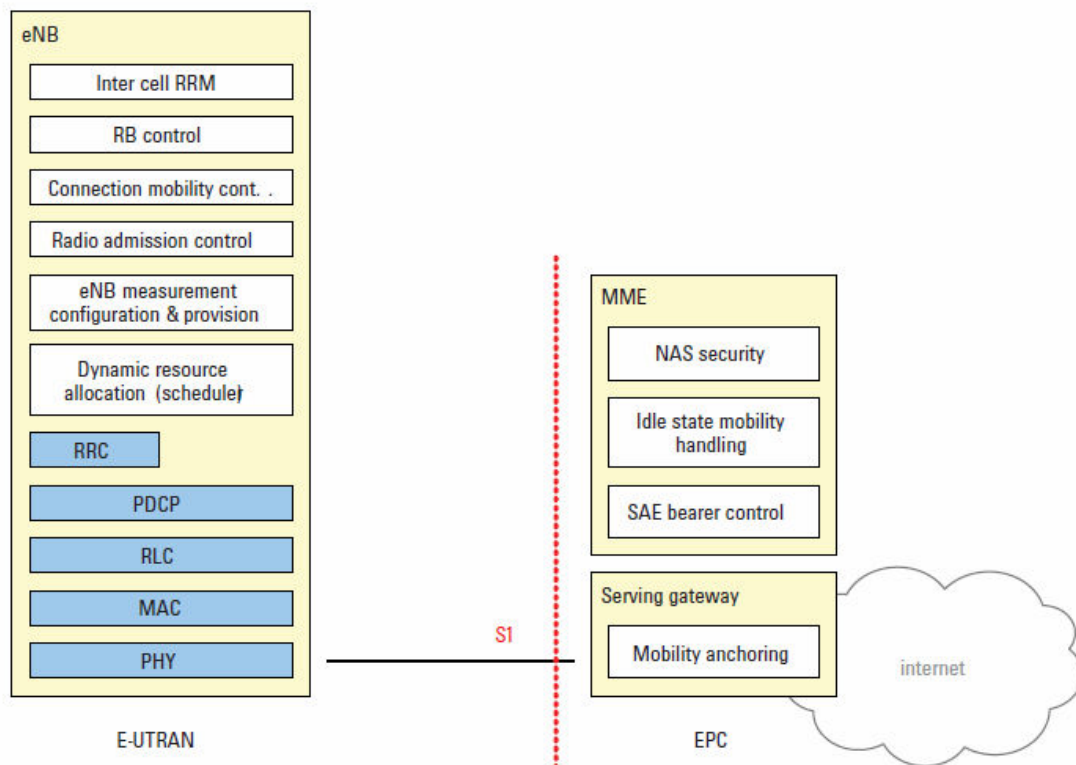 eNB
Inter cell RRM
RB control
Connection mobility cont. .
Radio admission control
eNB measurement
configuration & provision
Dynamic resource
allocation (schedule)
RRC
PDCP
RLC
MAC
PHY
E-UTRAN
S1
MME
NAS security
Idle state mobility
handling
SAE bearer control
Serving gateway
Mobility anchoring
internet
EPC